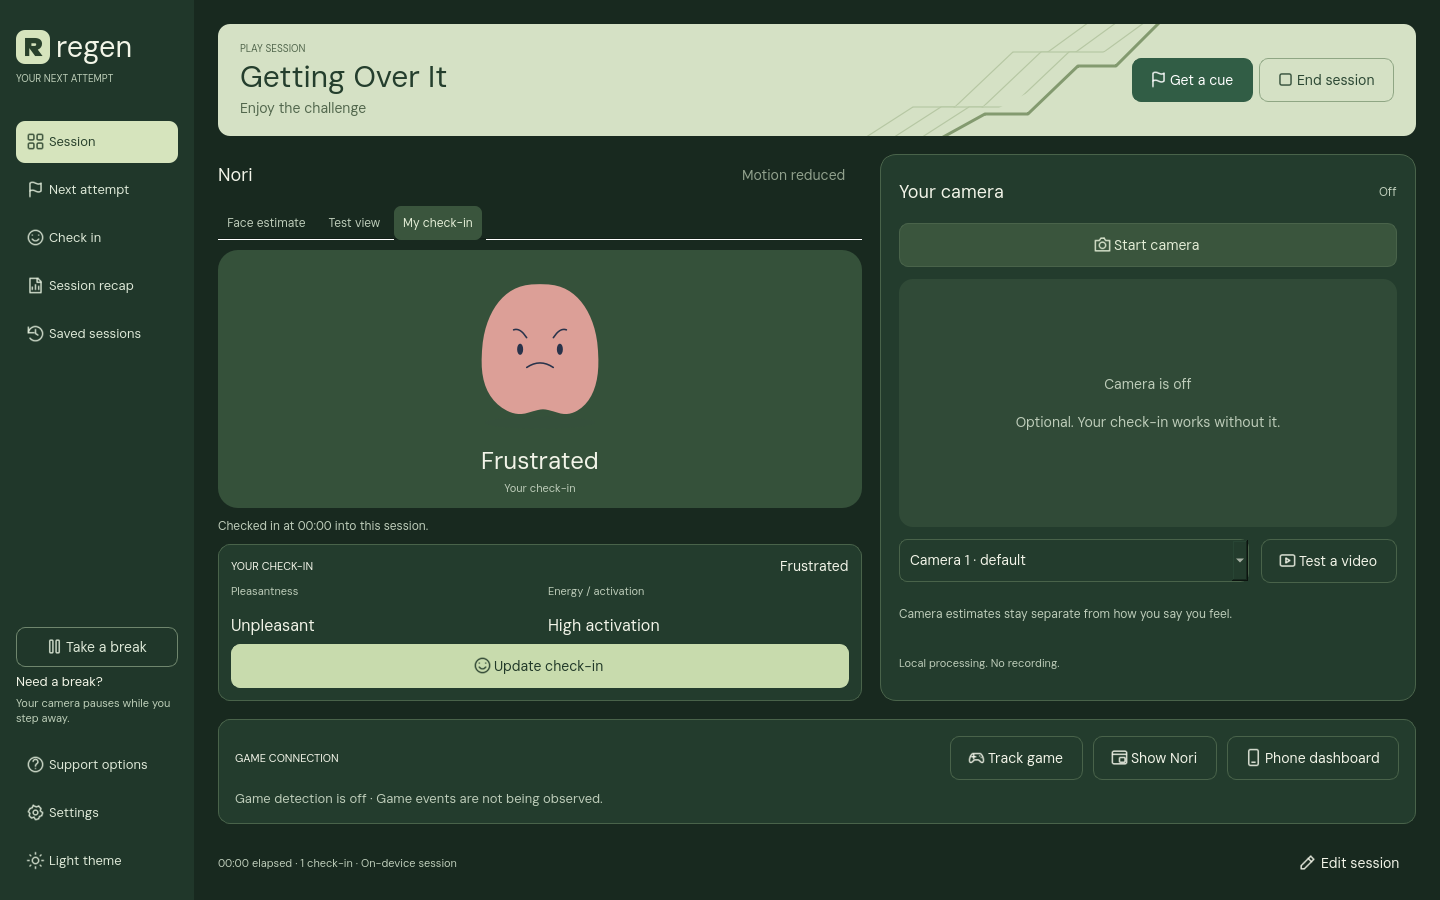 R regen
YOUR NEXT ATTEMPT
Session
Next attempt
Check in
Session recap
Saved sessions
Take a break
Need a break?
Your camera pauses while you
step away.
Support options
Settings
Light theme
PLAY SESSION
Getting Over It
Enjoy the challenge
Get a cue
End session
Nori
Motion reduced
Face estimate
Test view
My check-in
Frustrated
Your check-in
Checked in at 00:00 into this session.
YOUR CHECK-IN
Frustrated
Pleasantness
Energy / activation
Unpleasant
High activation
Update check-in
Your camera
Off
Start camera
Camera is off
Optional. Your check-in works without it.
Camera 1 · default
Test a video
Camera estimates stay separate from how you say you feel.
Local processing. No recording.
GAME CONNECTION
Track game
Show Nori
Phone dashboard
Game detection is off · Game events are not being observed.
00:00 elapsed · 1 check-in · On-device session
Edit session